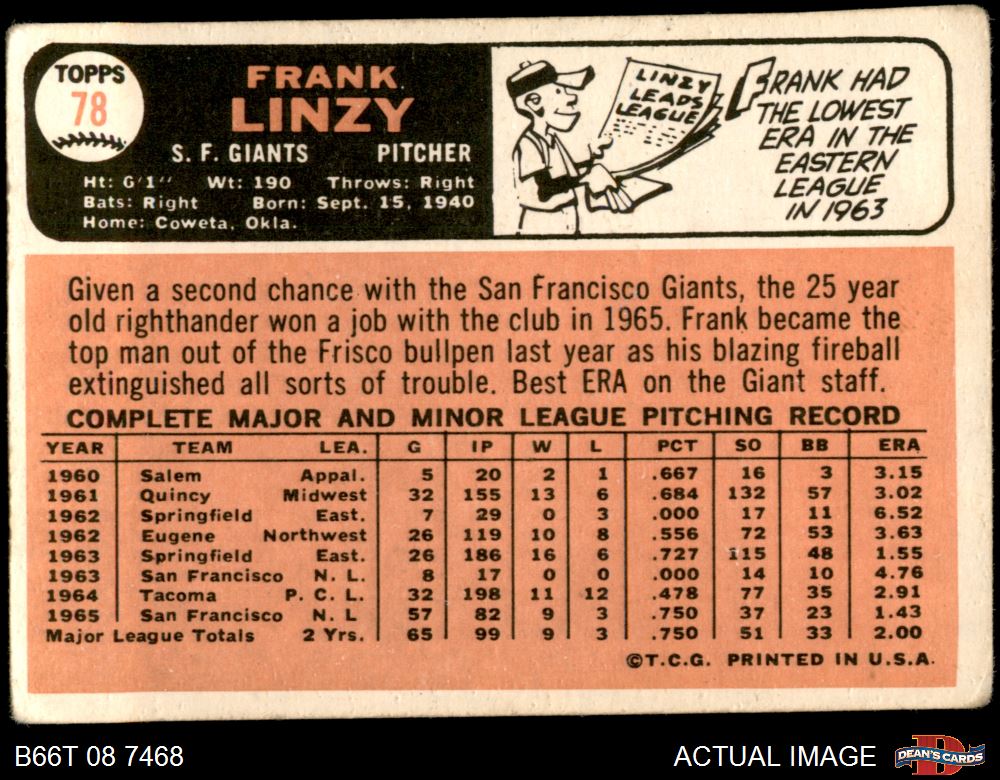 TOPPS
78
FRANK
LINZY
S. F. GIANTS PITCHER
Ht: 6'1" Wt: 190 Throws: Right
Bats: Right Born: Sept. 15, 1940
Home: Coweta, Okla.
LINZY
LEADS
LEAGUE
FRANK HAD
THE LOWEST
ERA IN THE
EASTERN
LEAGUE
IN 1963
Given a second chance with the San Francisco Giants, the 25 year
old righthander won a job with the club in 1965. Frank became the
top man out of the Frisco bullpen last year as his blazing fireball
extinguished all sorts of trouble. Best ERA on the Giant staff.
COMPLETE MAJOR AND MINOR LEAGUE PITCHING RECORD
YEAR TEAM LEA. G IP W L PCT SO BB ERA
1960 Salem Appal. 5 20 2 1 .667 16 3 3.15
1961 Quincy Midwest 32 155 13 6 .684 132 57 3.02
1962 Springfield East. 7 29 0 3 .000 17 11 6.52
1962 Eugene Northwest 26 119 10 8 .556 72 53 3.63
1963 Springfield East. 26 186 16 6 .727 115 48 1.55
1963 San Francisco N. L. 8 17 0 0 .000 14 10 4.76
1964 Tacoma P. C. L. 32 198 11 12 .478 77 35 2.91
1965 San Francisco N. L 57 82 9 3 .750 37 23 1.43
Major League Totals 2 Yrs. 65 99 9 3 .750 51 33 2.00
©T.C.G. PRINTED IN U.S.A.
B66T 08 7468
ACTUAL IMAGE
DEAN'S CARDS